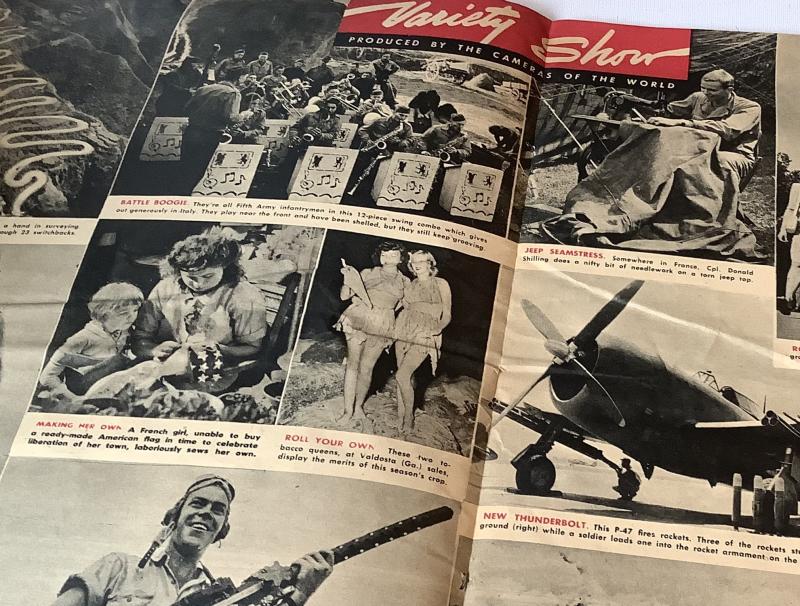 Variety Show
PRODUCED BY THE CAMERAS OF THE WORLD
a hand in surveying
ough 23 switchbacks.
BATTLE BOOGIE. They're all Fifth Army infantrymen in this 12-piece swing combo which gives
out generously in Italy. They play near the front and have been shelled, but they still keep grooving.
JEEP SEAMSTRESS. Somewhere in France, Cpl. Donald
Shilling does a nifty bit of needlework on a torn jeep top.
MAKING HER OWN A French girl, unable to buy
a ready-made American flag in time to celebrate
liberation of her town, laboriously sews her own.
ROLL YOUR OWN These two to-
bacco queens, at Valdosta (Ga.) sales,
display the merits of this season's crop.
NEW THUNDERBOLT. This P-47 fires rockets. Three of the rockets st
ground (right) while a soldier loads one into the rocket armament on the